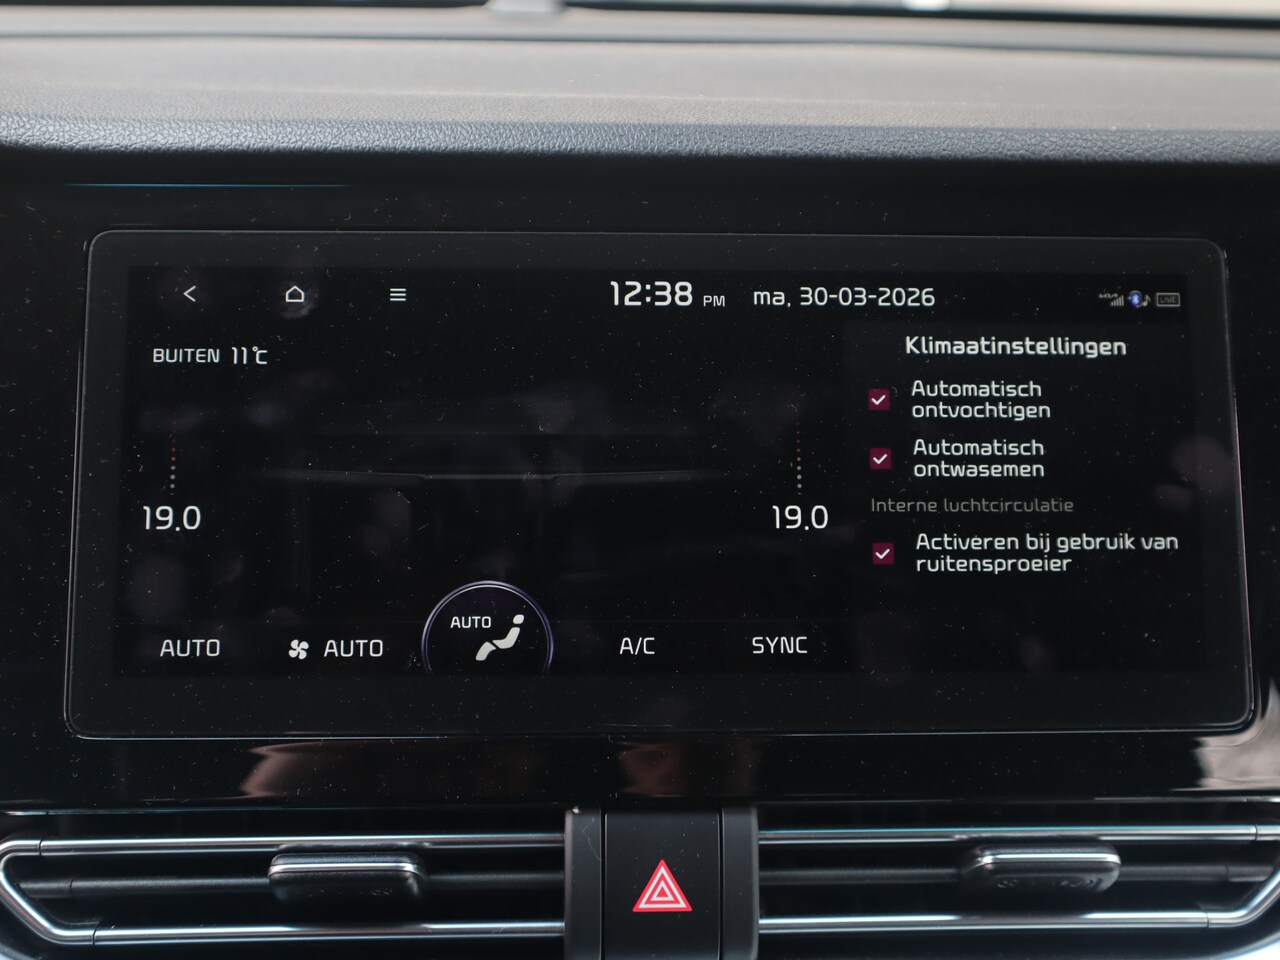 12:38 PM ma, 30-03-2026
LIVE
BUITEN 11°C
19.0
19.0
AUTO
AUTO
AUTO
A/C
SYNC
Klimaatinstellingen
Automatisch
ontvochtigen
Automatisch
ontwasemen
Interne luchtcirculatie
Activeren bij gebruik van
ruitensproeier